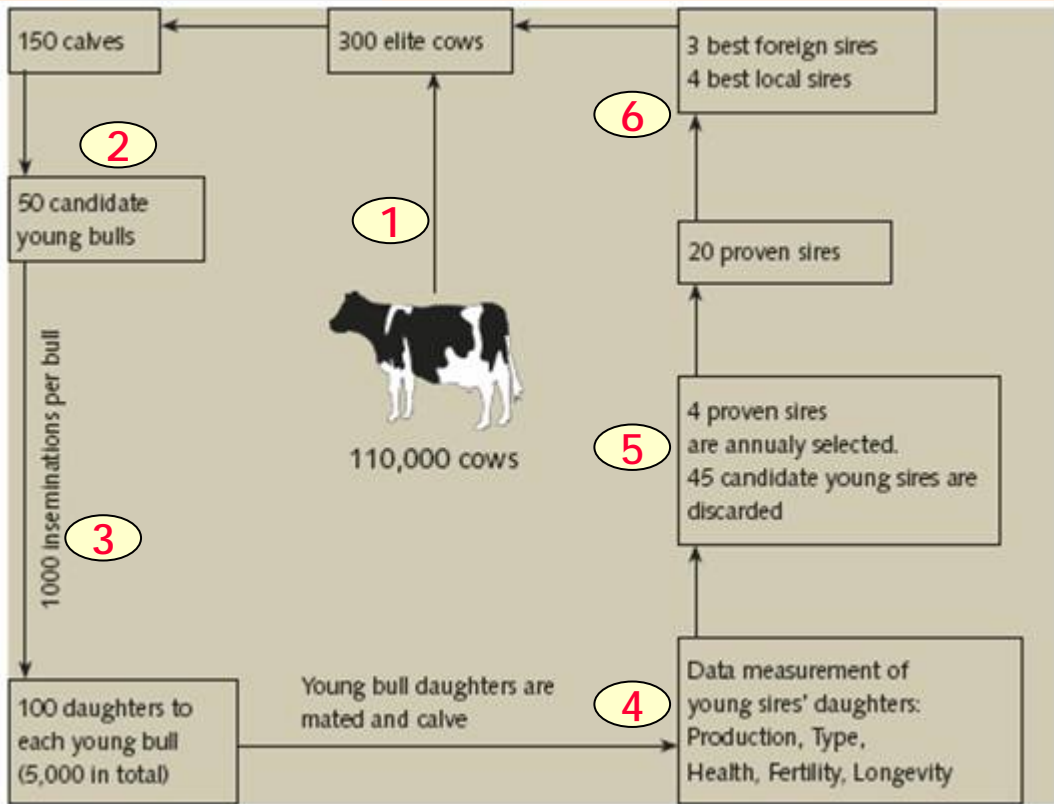 150 calves
300 elite cows
3 best foreign sires
4 best local sires
6
2
50 candidate
young bulls
1
20 proven sires
1000 inseminations per bull
3
110,000 cows
4 proven sires
are annualy selected.
45 candidate young sires are
discarded
5
100 daughters to
each young bull
(5,000 in total)
Young bull daughters are
mated and calve
4
Data measurement of
young sires' daughters:
Production, Type,
Health, Fertility, Longevity